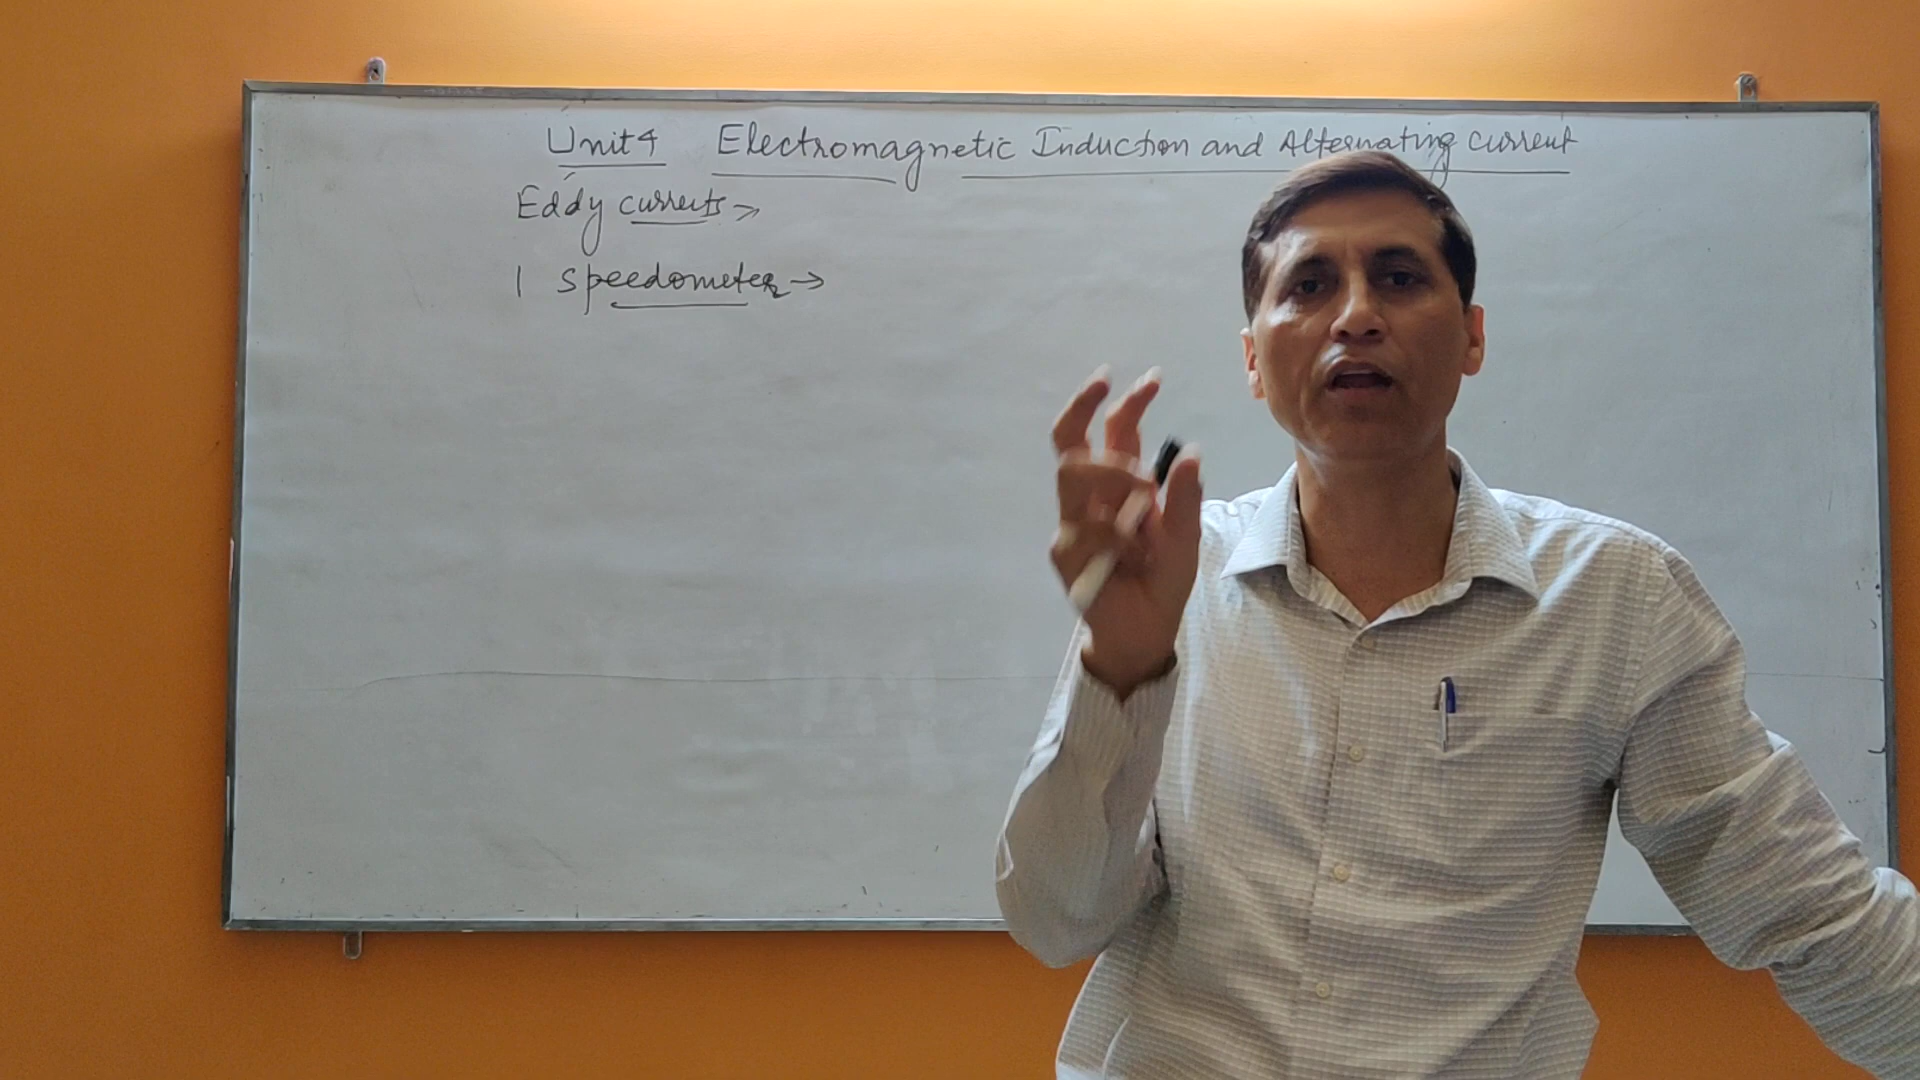 Unit 4 Electromagnetic Induction and Alternating current
Eddy currents →
1 speedometer →